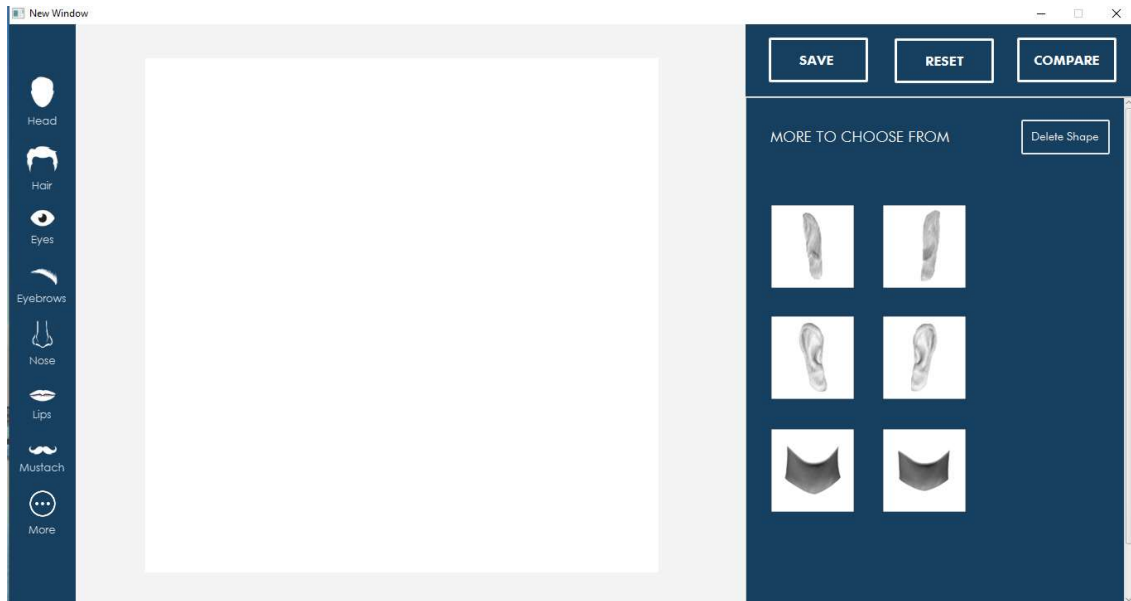 New Window
SAVE
RESET
COMPARE
MORE TO CHOOSE FROM
Delete Shape
Head
Hair
Eyes
Eyebrows
Nose
Lips
Mustach
More